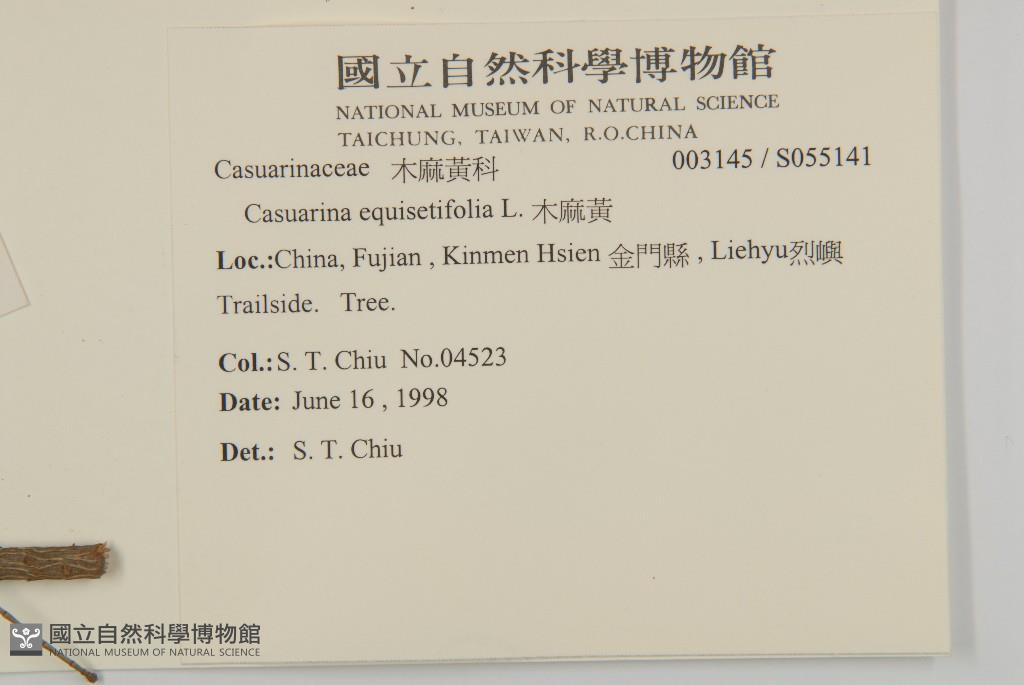 國立自然科學博物館
NATIONAL MUSEUM OF NATURAL SCIENCE
TAICHUNG, TAIWAN, R.O.CHINA
Casuarinaceae 木麻黃科 003145 / S055141
Casuarina equisetifolia L. 木麻黃
Loc.:China, Fujian , Kinmen Hsien 金門縣 , Liehyu烈嶼
Trailside. Tree.
Col.:S. T. Chiu No.04523
Date: June 16 , 1998
Det.: S. T. Chiu
國立自然科學博物館
NATIONAL MUSEUM OF NATURAL SCIENCE